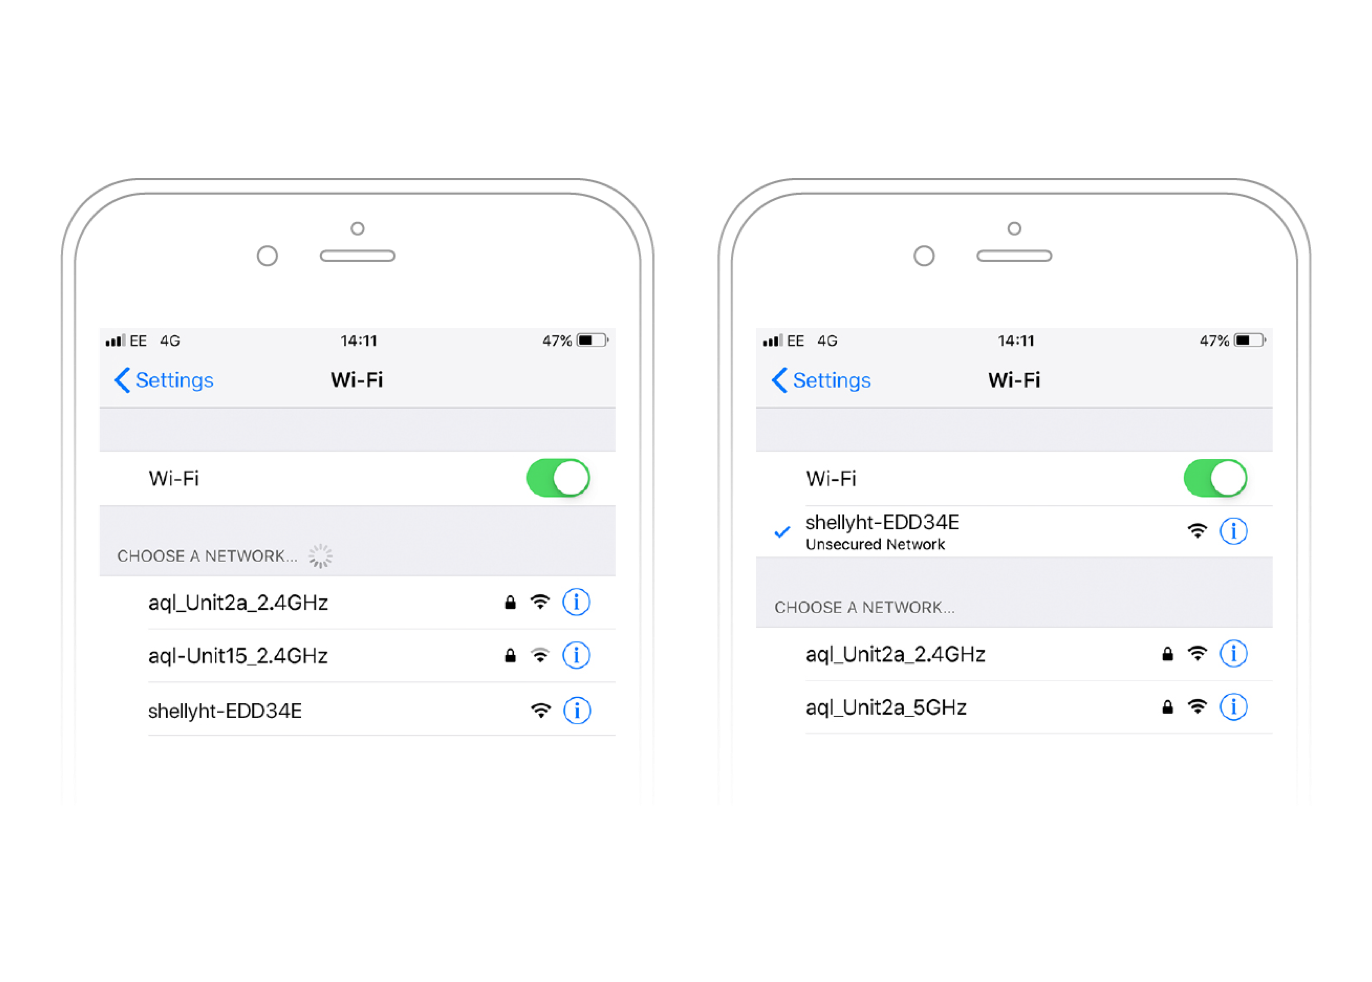 EE 4G 14:11 47%
Settings Wi-Fi
Wi-Fi
CHOOSE A NETWORK...
aql_Unit2a_2.4GHz
aql-Unit15_2.4GHz
shellyht-EDD34E
EE 4G 14:11 47%
Settings Wi-Fi
Wi-Fi
shellyht-EDD34E
Unsecured Network
CHOOSE A NETWORK...
aql_Unit2a_2.4GHz
aql_Unit2a_5GHz